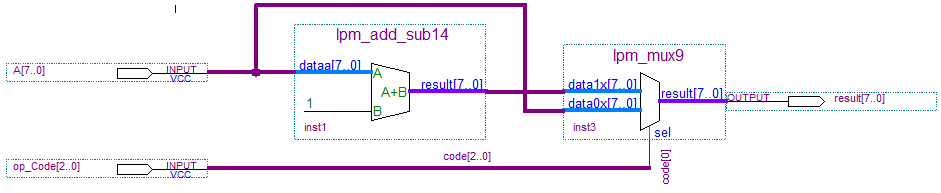 I
lpm_add_sub14
lpm_mux9
A[7..0]
INPUT
VCC
dataa[7..0]
A
A+B
B
1
result[7..0]
inst1
data1x[7..0]
data0x[7..0]
result[7..0]
inst3
sel
OUTPUT
result[7..0]
op_Code[2..0]
INPUT
VCC
code[2..0]
code[0]